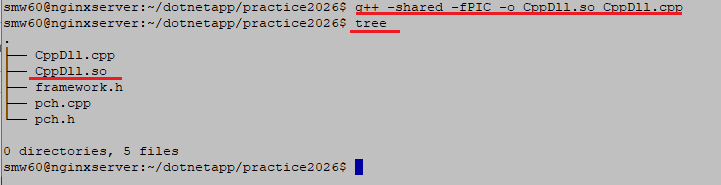 smw60@nginxserver:~/dotnetapp/practice2026$ g++ -shared -fPIC -o CppDll.so CppDll.cpp
smw60@nginxserver:~/dotnetapp/practice2026$ tree
.
├── CppDll.cpp
├── CppDll.so
├── framework.h
├── pch.cpp
└── pch.h
0 directories, 5 files
smw60@nginxserver:~/dotnetapp/practice2026$